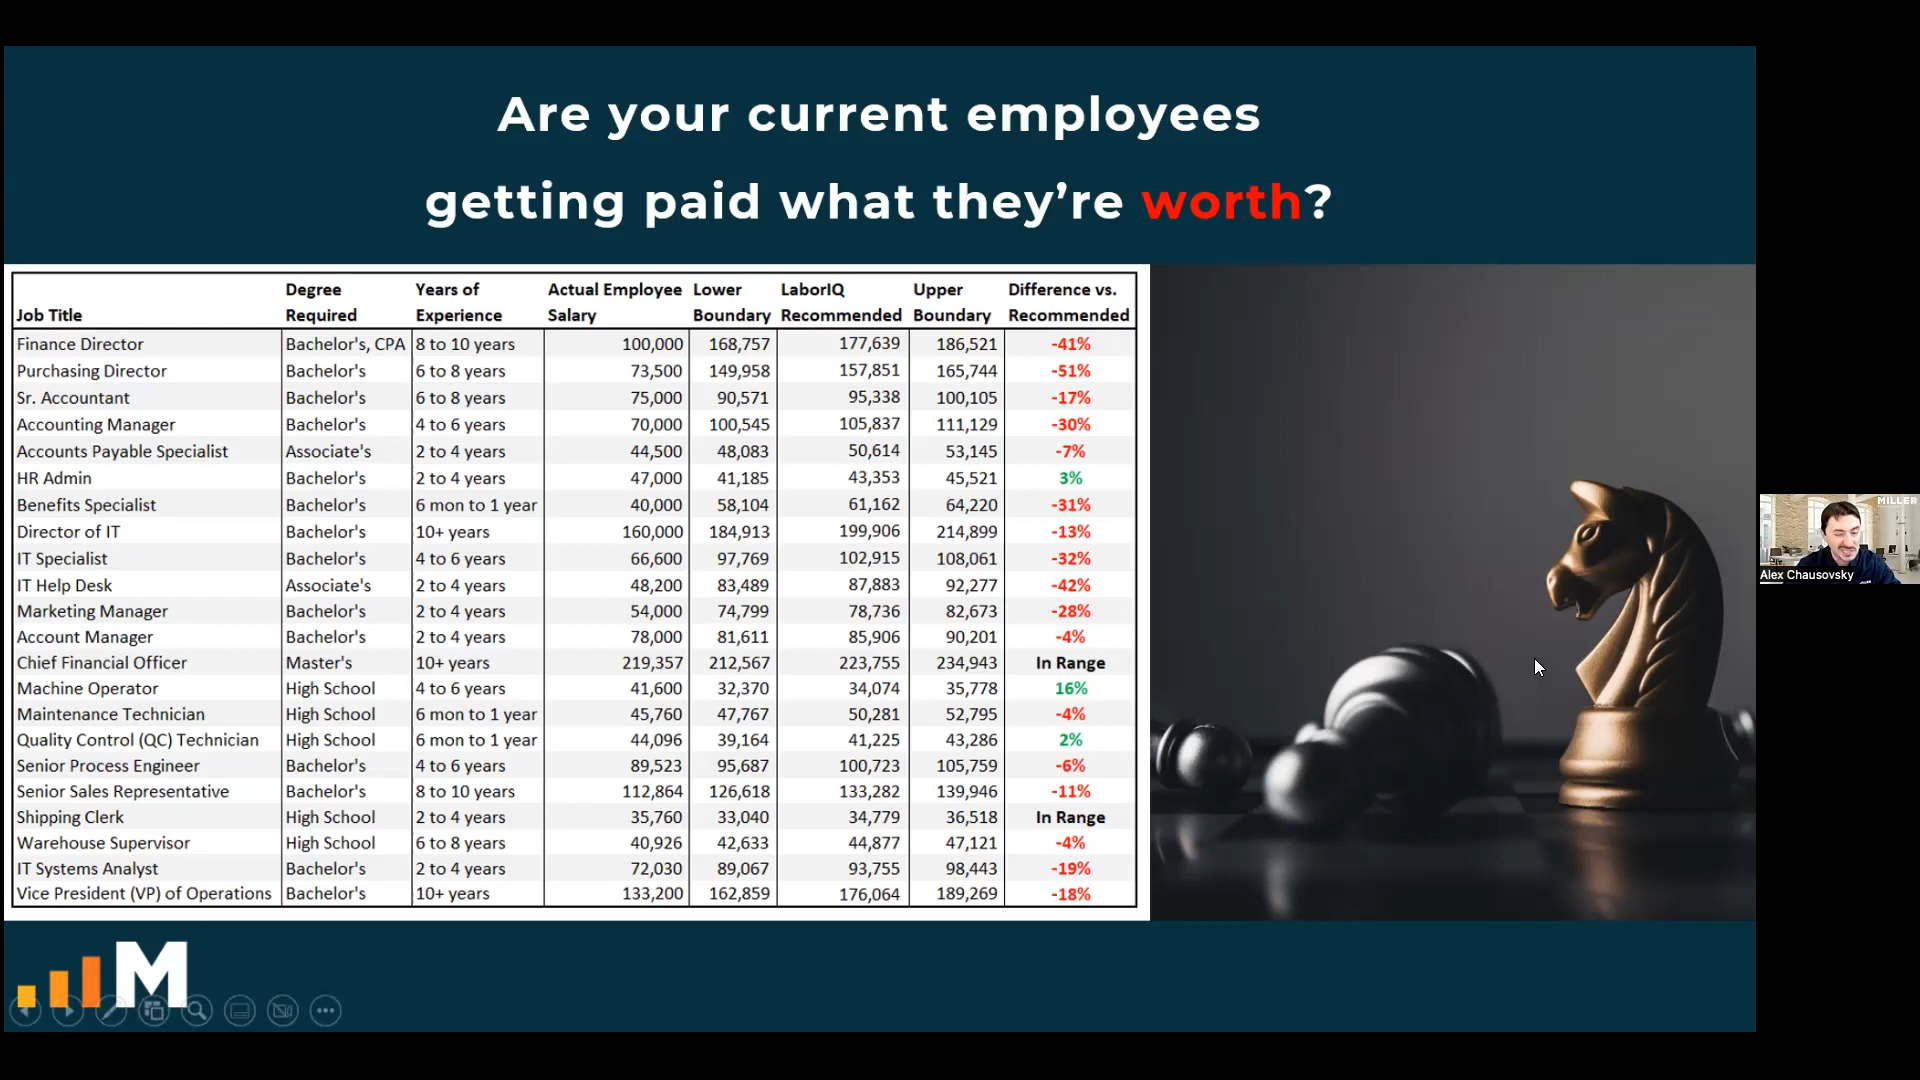 Are your current employees
getting paid what they’re worth?
Job Title Degree Required Years of Experience Actual Employee Salary Lower Boundary LaborIQ Recommended Upper Boundary Difference vs. Recommended
Finance Director Bachelor's, CPA 8 to 10 years 100,000 168,757 177,639 186,521 -41%
Purchasing Director Bachelor's 6 to 8 years 73,500 149,958 157,851 165,744 -51%
Sr. Accountant Bachelor's 6 to 8 years 75,000 90,571 95,338 100,105 -17%
Accounting Manager Bachelor's 4 to 6 years 70,000 100,545 105,837 111,129 -30%
Accounts Payable Specialist Associate's 2 to 4 years 44,500 48,083 50,614 53,145 -7%
HR Admin Bachelor's 2 to 4 years 47,000 41,185 43,353 45,521 3%
Benefits Specialist Bachelor's 6 mon to 1 year 40,000 58,104 61,162 64,220 -31%
Director of IT Bachelor's 10+ years 160,000 184,913 199,906 214,899 -13%
IT Specialist Bachelor's 4 to 6 years 66,600 97,769 102,915 108,061 -32%
IT Help Desk Associate's 2 to 4 years 48,200 83,489 87,883 92,277 -42%
Marketing Manager Bachelor's 2 to 4 years 54,000 74,799 78,736 82,673 -28%
Account Manager Bachelor's 2 to 4 years 78,000 81,611 85,906 90,201 -4%
Chief Financial Officer Master's 10+ years 219,357 212,567 223,755 234,943 In Range
Machine Operator High School 4 to 6 years 41,600 32,370 34,074 35,778 16%
Maintenance Technician High School 6 mon to 1 year 45,760 47,767 50,281 52,795 -4%
Quality Control (QC) Technician High School 6 mon to 1 year 44,096 39,164 41,225 43,286 2%
Senior Process Engineer Bachelor's 4 to 6 years 89,523 95,687 100,723 105,759 -6%
Senior Sales Representative Bachelor's 8 to 10 years 112,864 126,618 133,282 139,946 -11%
Shipping Clerk High School 2 to 4 years 35,760 33,040 34,779 36,518 In Range
Warehouse Supervisor High School 6 to 8 years 40,926 42,633 44,877 47,121 -4%
IT Systems Analyst Bachelor's 2 to 4 years 72,030 89,067 93,755 98,443 -19%
Vice President (VP) of Operations Bachelor's 10+ years 133,200 162,859 176,064 189,269 -18%
M
MILLER
Alex Chausovsky